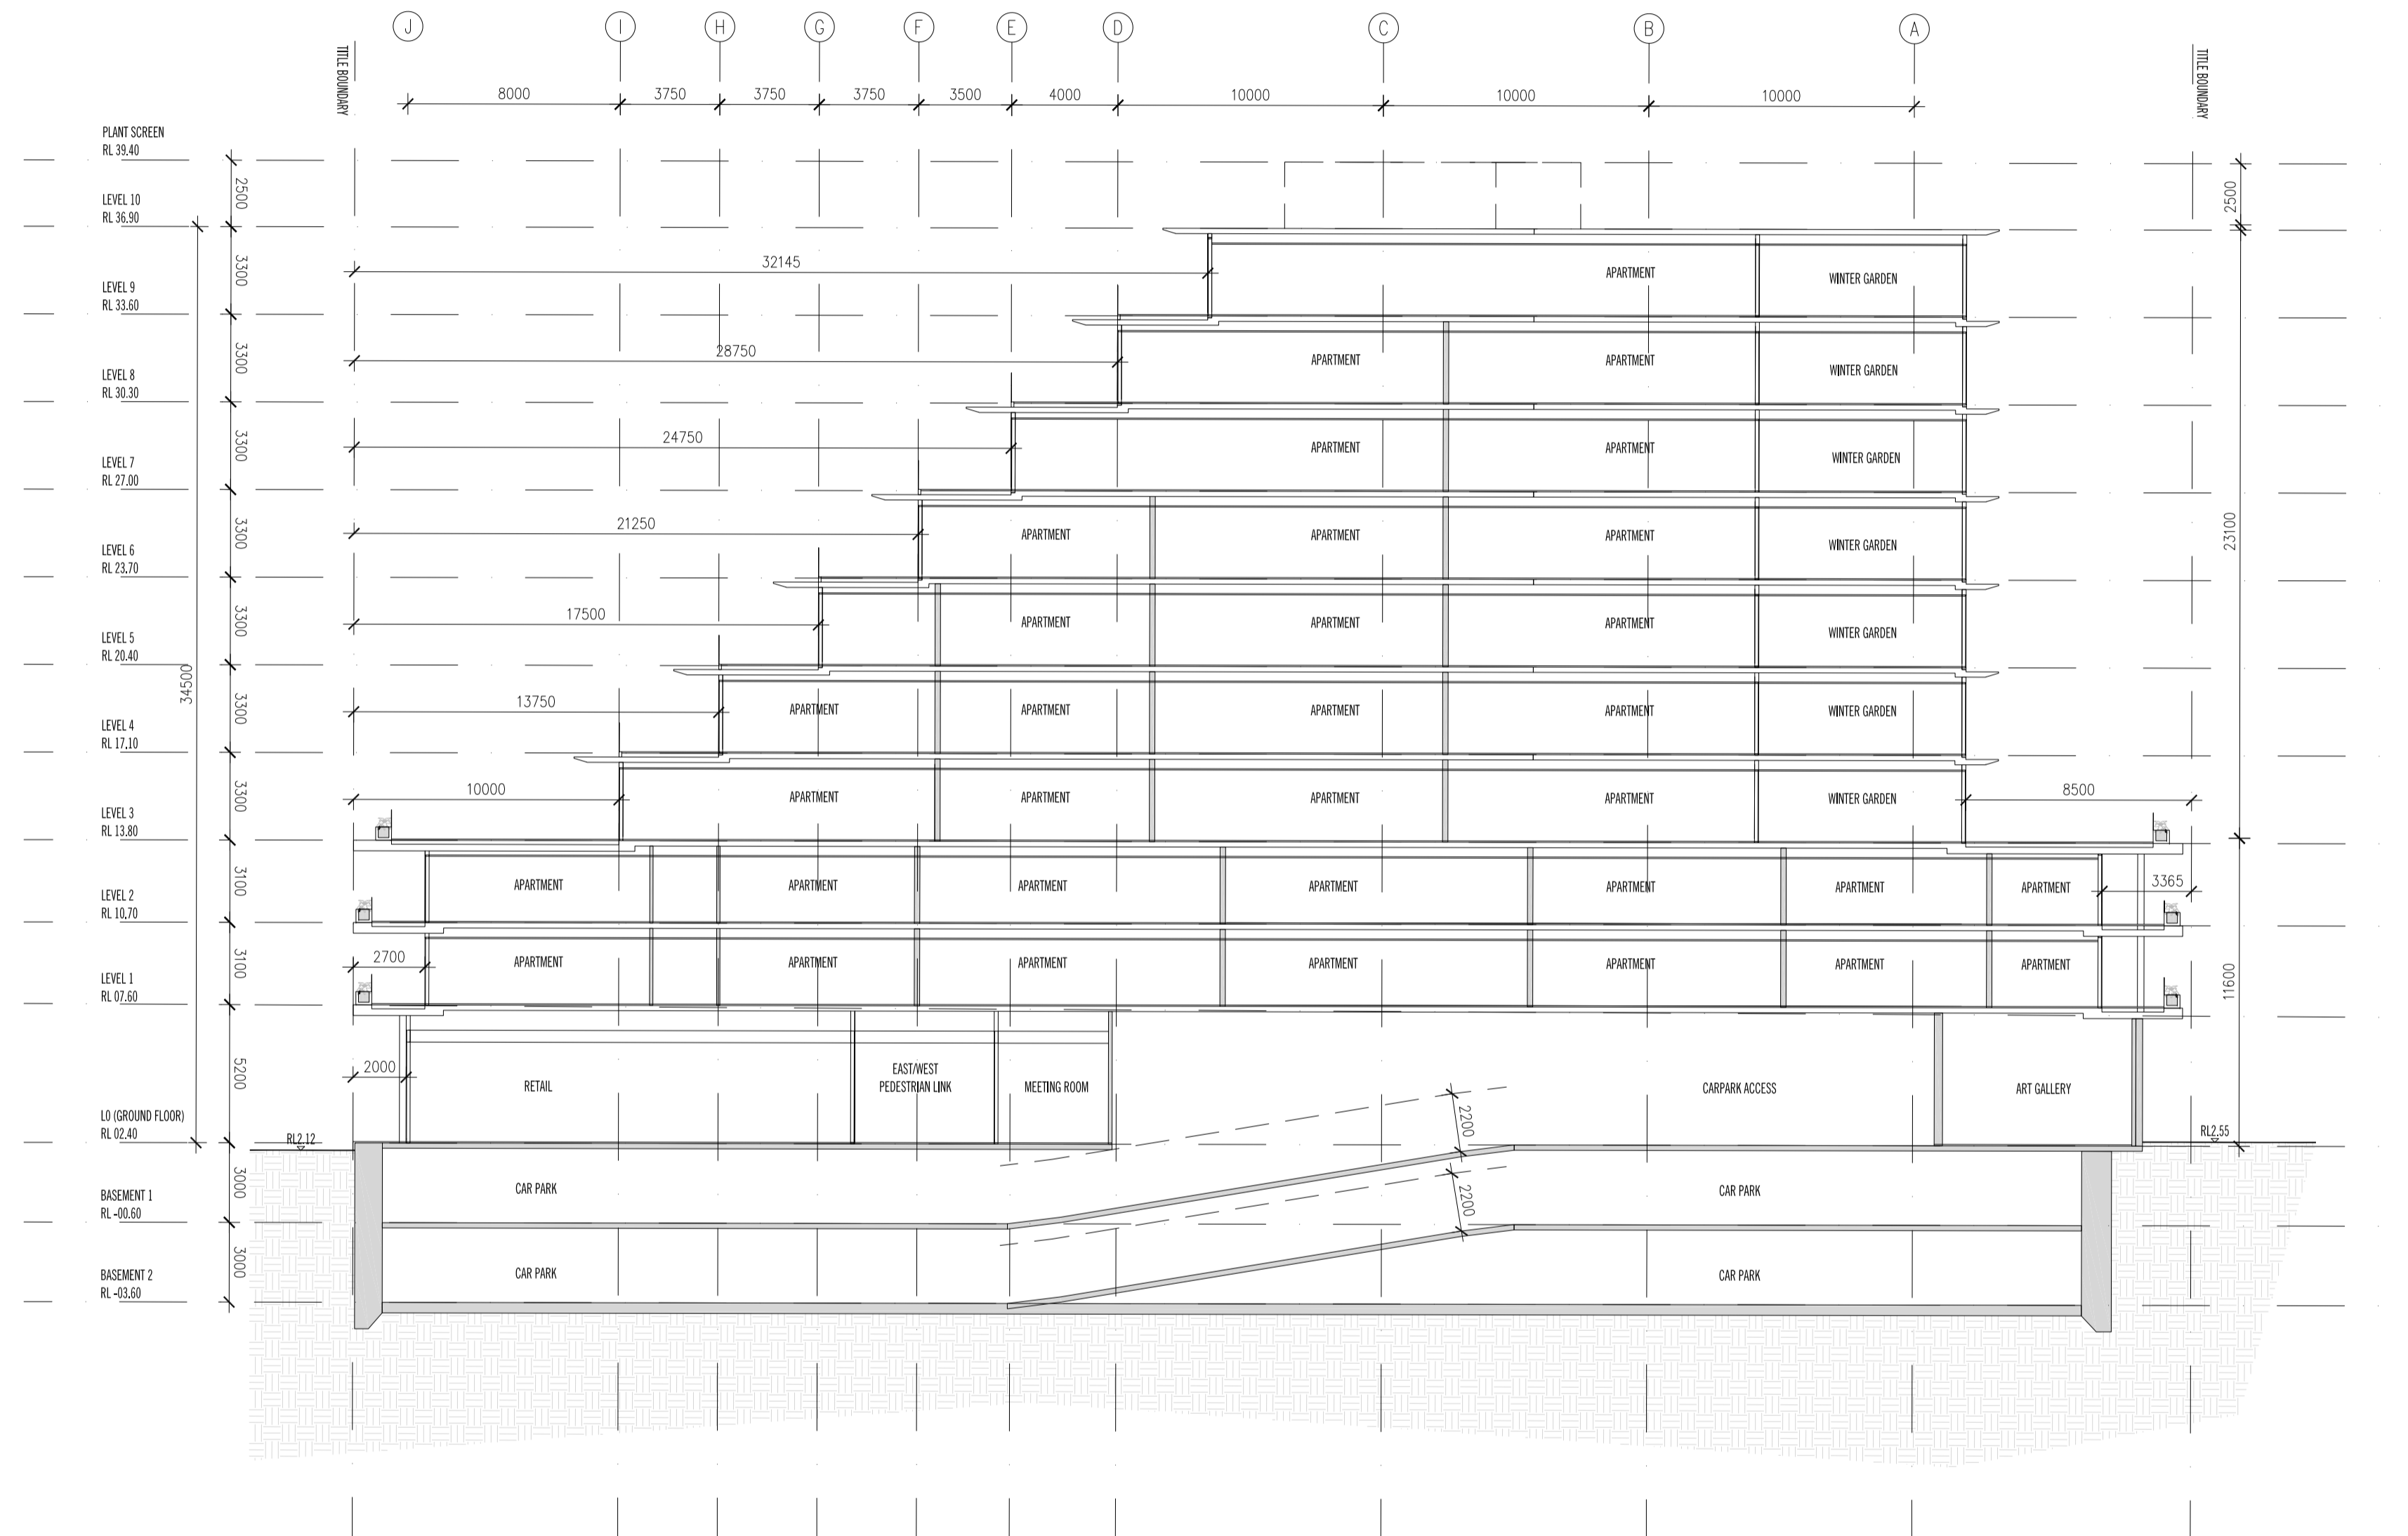 J I H G F E D C B A
TITLE BOUNDARY
TITLE BOUNDARY
8000 3750 3750 3750 3500 4000 10000 10000 10000
PLANT SCREEN
RL 39.40
2500
2500
LEVEL 10
RL 36.90
3300
32145
APARTMENT WINTER GARDEN
LEVEL 9
RL 33.60
3300
28750
APARTMENT APARTMENT WINTER GARDEN
LEVEL 8
RL 30.30
3300
24750
APARTMENT APARTMENT WINTER GARDEN
LEVEL 7
RL 27.00
3300
21250
APARTMENT APARTMENT APARTMENT WINTER GARDEN
23100
LEVEL 6
RL 23.70
3300
17500
APARTMENT APARTMENT APARTMENT WINTER GARDEN
LEVEL 5
RL 20.40
34500
3300
13750
APARTMENT APARTMENT APARTMENT APARTMENT WINTER GARDEN
LEVEL 4
RL 17.10
3300
10000
APARTMENT APARTMENT APARTMENT APARTMENT WINTER GARDEN
8500
LEVEL 3
RL 13.80
3100
APARTMENT APARTMENT APARTMENT APARTMENT APARTMENT APARTMENT APARTMENT
3365
LEVEL 2
RL 10.70
3100
2700
APARTMENT APARTMENT APARTMENT APARTMENT APARTMENT APARTMENT APARTMENT
11600
LEVEL 1
RL 07.60
5200
2000
RETAIL
EAST/WEST
PEDESTRIAN LINK
MEETING ROOM
CARPARK ACCESS
ART GALLERY
2200
L0 (GROUND FLOOR)
RL 02.40
RL2.12
RL2.55
3000
CAR PARK
CAR PARK
2200
BASEMENT 1
RL -00.60
3000
CAR PARK
CAR PARK
BASEMENT 2
RL -03.60